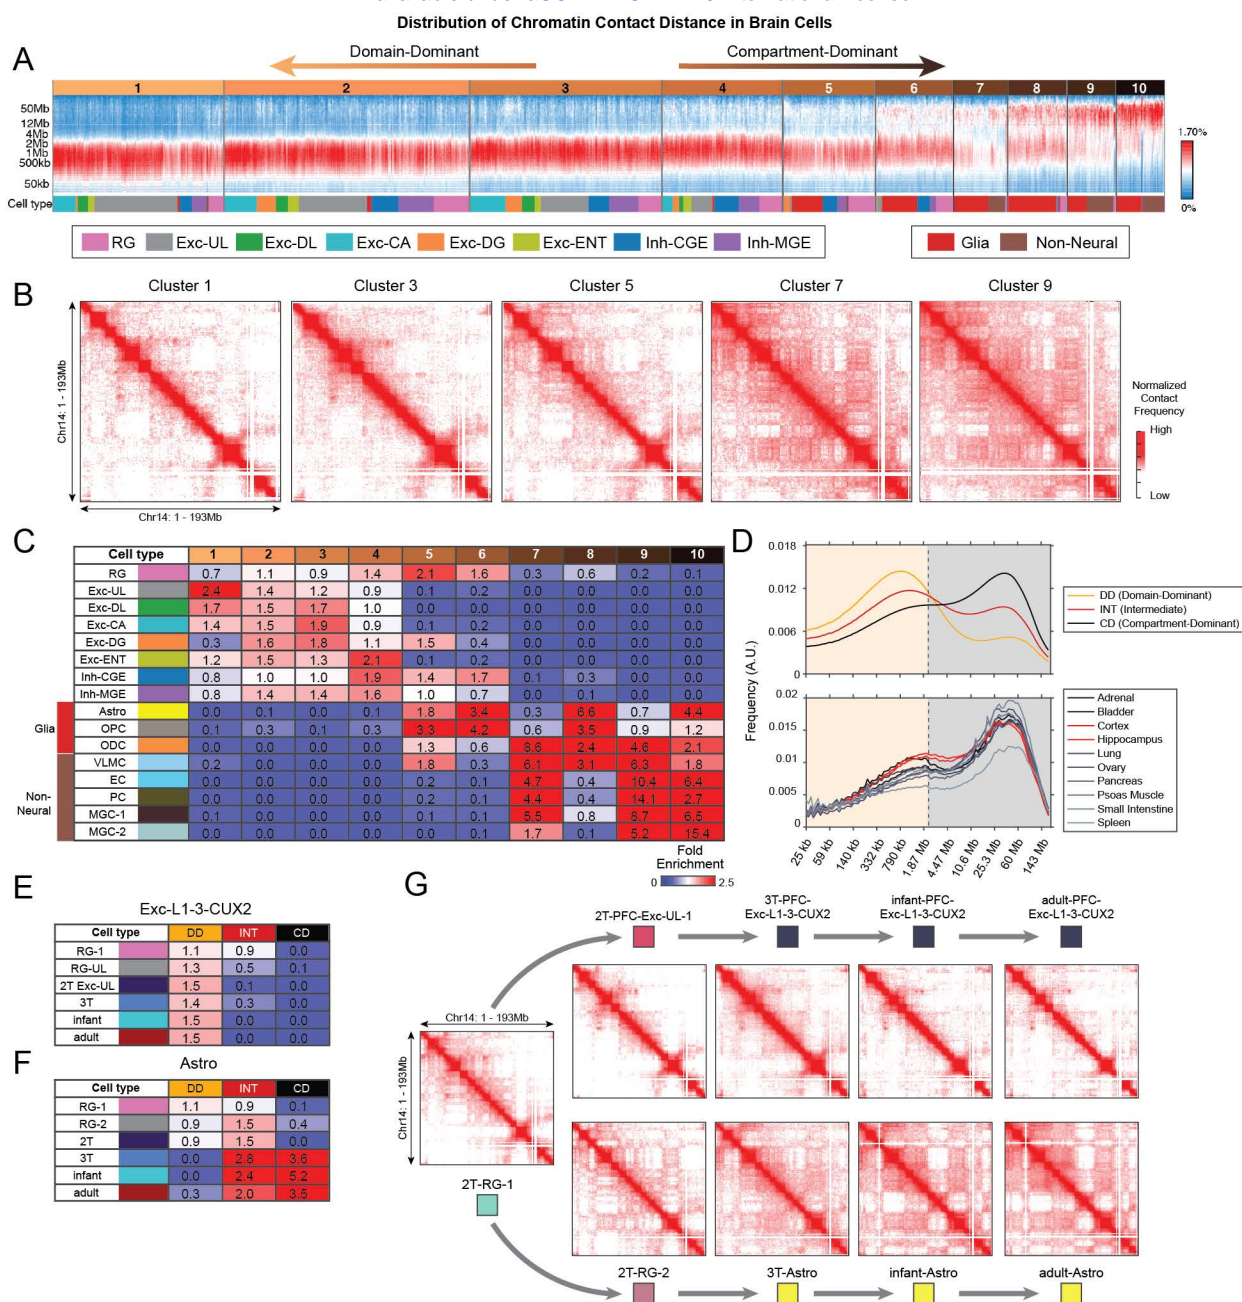 Distribution of Chromatin Contact Distance in Brain Cells
A
Domain-Dominant
Compartment-Dominant
1 2 3 4 5 6 7 8 9 10
50Mb
12Mb
4Mb
2Mb
1Mb
500kb
50kb
Cell type
1.70%
0%
RG Exc-UL Exc-DL Exc-CA Exc-DG Exc-ENT Inh-CGE Inh-MGE
Glia Non-Neural
B
Cluster 1 Cluster 3 Cluster 5 Cluster 7 Cluster 9
Chr14: 1 - 193Mb
Chr14: 1 - 193Mb
Normalized
Contact
Frequency
High
Low
C
Cell type 1 2 3 4 5 6 7 8 9 10
RG 0.7 1.1 0.9 1.4 2.1 1.6 0.3 0.6 0.2 0.1
Exc-UL 2.4 1.4 1.2 0.9 0.1 0.2 0.0 0.0 0.0 0.0
Exc-DL 1.7 1.5 1.7 1.0 0.0 0.0 0.0 0.0 0.0 0.0
Exc-CA 1.4 1.5 1.9 0.9 0.1 0.2 0.0 0.0 0.0 0.0
Exc-DG 0.3 1.6 1.8 1.1 1.5 0.4 0.0 0.0 0.0 0.0
Exc-ENT 1.2 1.5 1.3 2.1 0.1 0.2 0.0 0.0 0.0 0.0
Inh-CGE 0.8 1.0 1.0 1.9 1.4 1.7 0.1 0.3 0.0 0.0
Inh-MGE 0.8 1.4 1.4 1.6 1.0 0.7 0.0 0.1 0.0 0.0
Astro 0.0 0.1 0.0 0.1 1.8 3.4 0.3 6.6 0.7 4.4
OPC 0.1 0.3 0.1 0.3 3.3 4.2 0.6 3.5 0.9 1.2
ODC 0.0 0.0 0.0 0.0 1.3 0.6 8.6 2.4 4.6 2.1
VLMC 0.2 0.0 0.0 0.0 1.8 0.3 6.1 3.1 6.3 1.8
EC 0.0 0.0 0.0 0.0 0.2 0.1 4.7 0.4 10.4 6.4
PC 0.0 0.0 0.0 0.0 0.2 0.1 4.4 0.4 14.1 2.7
MGC-1 0.1 0.0 0.0 0.0 0.1 0.1 5.5 0.8 8.7 6.5
MGC-2 0.0 0.0 0.0 0.0 0.0 0.1 1.7 0.1 5.2 15.4
Glia
Non-
Neural
Fold
Enrichment
0 2.5
D
Frequency (A.U.)
0.018
0.012
0.006
0
DD (Domain-Dominant)
INT (Intermediate)
CD (Compartment-Dominant)
0.02
0.015
0.01
0.005
0
25 kb 59 kb 140 kb 332 kb 790 kb 1.87 Mb 4.47 Mb 10.6 Mb 25.3 Mb 60 Mb 143 Mb
Adrenal
Bladder
Cortex
Hippocampus
Lung
Ovary
Pancreas
Psoas Muscle
Small Intenstine
Spleen
E
Exc-L1-3-CUX2
Cell type DD INT CD
RG-1 1.1 0.9 0.0
RG-UL 1.3 0.5 0.1
2T Exc-UL 1.5 0.1 0.0
3T 1.4 0.3 0.0
infant 1.5 0.0 0.0
adult 1.5 0.0 0.0
F
Astro
Cell type DD INT CD
RG-1 1.1 0.9 0.1
RG-2 0.9 1.5 0.4
2T 0.9 1.5 0.0
3T 0.0 2.8 3.6
infant 0.0 2.4 5.2
adult 0.3 2.0 3.5
G
2T-PFC-Exc-UL-1
3T-PFC-
Exc-L1-3-CUX2
infant-PFC-
Exc-L1-3-CUX2
adult-PFC-
Exc-L1-3-CUX2
Chr14: 1 - 193Mb
Chr14: 1 - 193Mb
2T-RG-1
2T-RG-2
3T-Astro
infant-Astro
adult-Astro